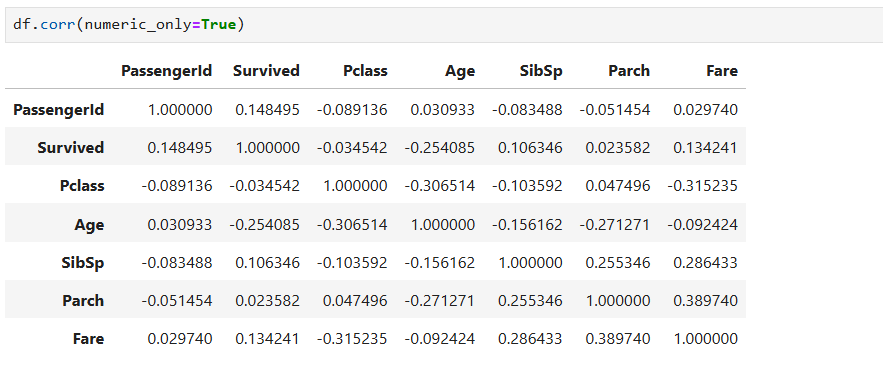 df.corr(numeric_only=True)
PassengerId Survived Pclass Age SibSp Parch Fare
PassengerId 1.000000 0.148495 -0.089136 0.030933 -0.083488 -0.051454 0.029740
Survived 0.148495 1.000000 -0.034542 -0.254085 0.106346 0.023582 0.134241
Pclass -0.089136 -0.034542 1.000000 -0.306514 -0.103592 0.047496 -0.315235
Age 0.030933 -0.254085 -0.306514 1.000000 -0.156162 -0.271271 -0.092424
SibSp -0.083488 0.106346 -0.103592 -0.156162 1.000000 0.255346 0.286433
Parch -0.051454 0.023582 0.047496 -0.271271 0.255346 1.000000 0.389740
Fare 0.029740 0.134241 -0.315235 -0.092424 0.286433 0.389740 1.000000